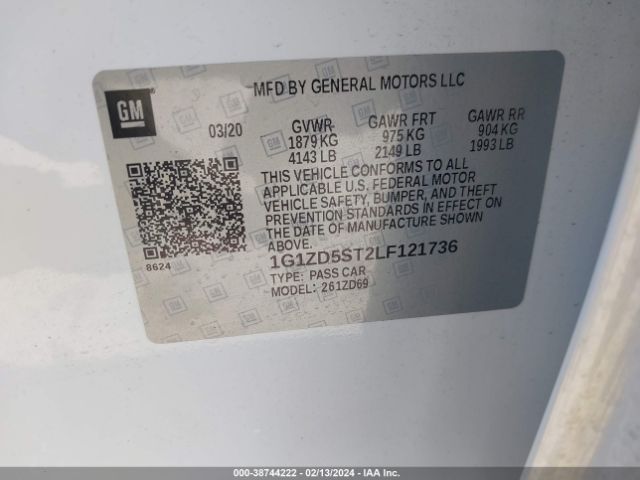 MFD BY GENERAL MOTORS LLC
GM
03/20
GVWR GAWR FRT GAWR RR
1879 KG 975 KG 904 KG
4143 LB 2149 LB 1993 LB
THIS VEHICLE CONFORMS TO ALL
APPLICABLE U.S. FEDERAL MOTOR
VEHICLE SAFETY, BUMPER, AND THEFT
PREVENTION STANDARDS IN EFFECT ON
THE DATE OF MANUFACTURE SHOWN
ABOVE.
8624
1G1ZD5ST2LF121736
TYPE: PASS CAR
MODEL: 261ZD69
000-38744222 - 02/13/2024 - IAA Inc.